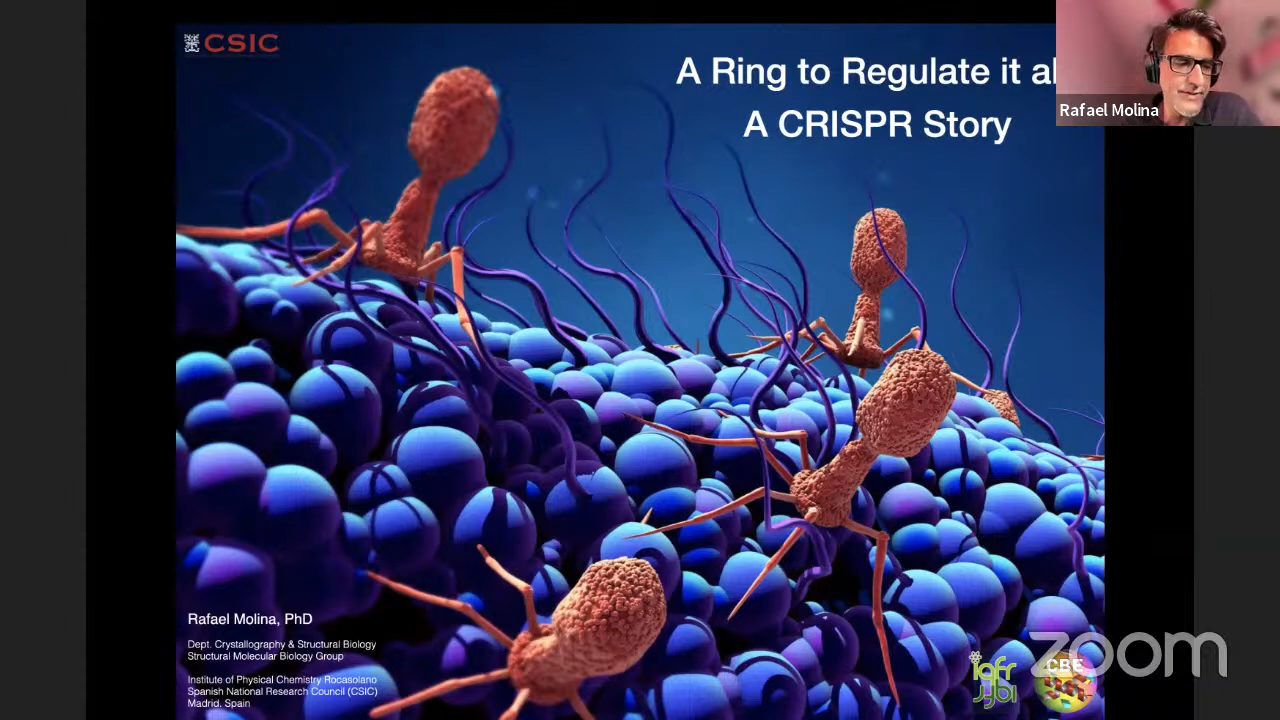 CSIC
A Ring to Regulate it al
A CRISPR Story
Rafael Molina
Rafael Molina, PhD
Dept. Crystallography & Structural Biology
Structural Molecular Biology Group
Institute of Physical Chemistry Rocasolano
Spanish National Research Council (CSIC)
Madrid. Spain
iqfr
CBE
zoom